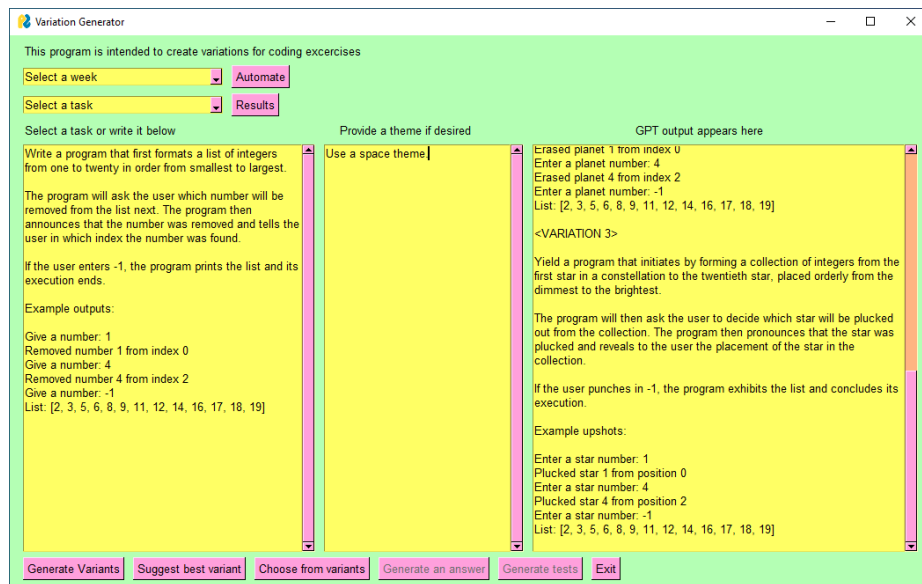 Variation Generator
This program is intended to create variations for coding excercises
Select a week
Automate
Select a task
Results
Select a task or write it below
Provide a theme if desired
GPT output appears here
Write a program that first formats a list of integers
from one to twenty in order from smallest to largest.
The program will ask the user which number will be
removed from the list next. The program then
announces that the number was removed and tells the
user in which index the number was found.
If the user enters -1, the program prints the list and its
execution ends.
Example outputs:
Give a number: 1
Removed number 1 from index 0
Give a number: 4
Removed number 4 from index 2
Give a number: -1
List: [2, 3, 5, 6, 8, 9, 11, 12, 14, 16, 17, 18, 19]
Use a space theme.
Erased planet 1 from index 0
Enter a planet number: 4
Erased planet 4 from index 2
Enter a planet number: -1
List: [2, 3, 5, 6, 8, 9, 11, 12, 14, 16, 17, 18, 19]
<VARIATION 3>
Yield a program that initiates by forming a collection of integers from the
first star in a constellation to the twentieth star, placed orderly from the
dimmest to the brightest.
The program will then ask the user to decide which star will be plucked
out from the collection. The program then pronounces that the star was
plucked and reveals to the user the placement of the star in the
collection.
If the user punches in -1, the program exhibits the list and concludes its
execution.
Example upshots:
Enter a star number: 1
Plucked star 1 from position 0
Enter a star number: 4
Plucked star 4 from position 2
Enter a star number: -1
List: [2, 3, 5, 6, 8, 9, 11, 12, 14, 16, 17, 18, 19]
Generate Variants
Suggest best variant
Choose from variants
Generate an answer
Generate tests
Exit